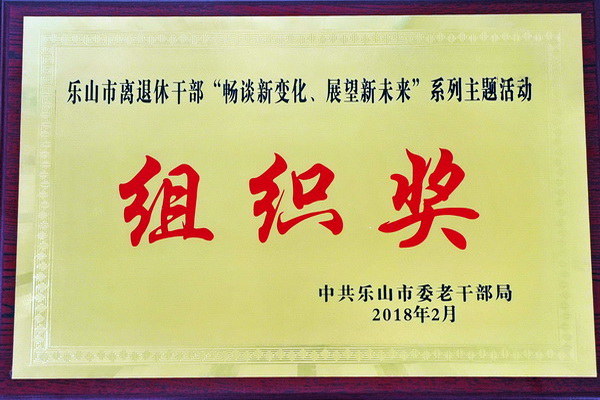 乐山市离退休干部“畅谈新变化、展望新未来”系列主题活动
组织奖
中共乐山市委老干部局
2018年2月